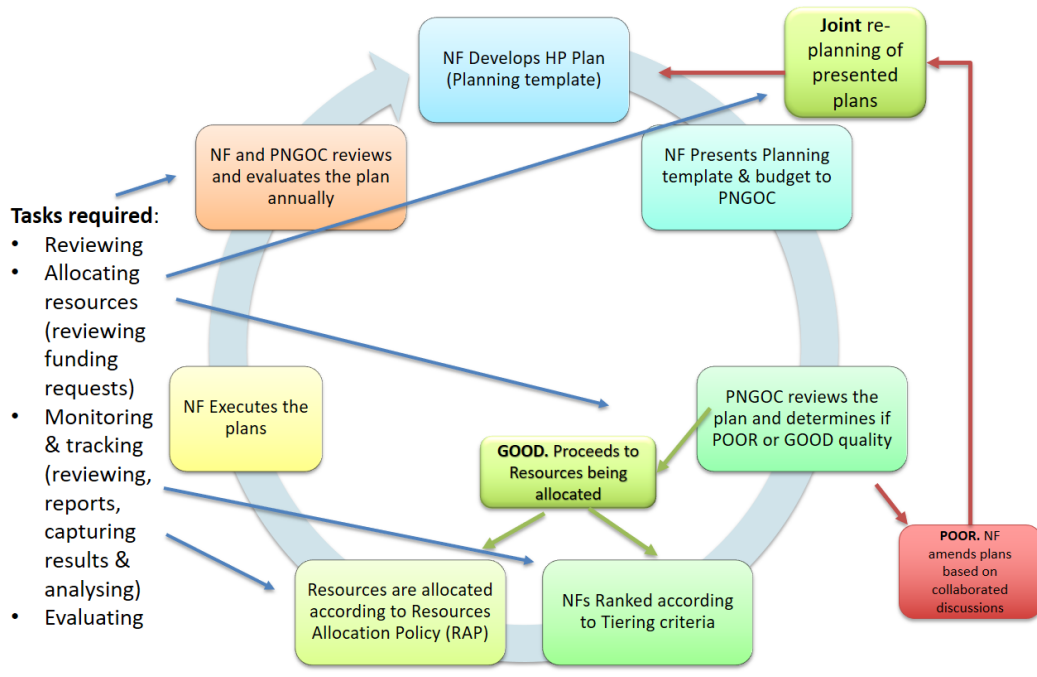 NF Develops HP Plan
(Planning template)
Joint re-
planning of
presented
plans
NF Presents Planning
template & budget to
PNGOC
PNGOC reviews the
plan and determines if
POOR or GOOD quality
POOR. NF
amends plans
based on
collaborated
discussions
GOOD. Proceeds to
Resources being
allocated
NFs Ranked according
to Tiering criteria
Resources are allocated
according to Resources
Allocation Policy (RAP)
NF Executes the
plans
NF and PNGOC reviews
and evaluates the plan
annually
Tasks required:
• Reviewing
• Allocating
resources
(reviewing
funding
requests)
• Monitoring
& tracking
(reviewing,
reports,
capturing
results &
analysing)
• Evaluating